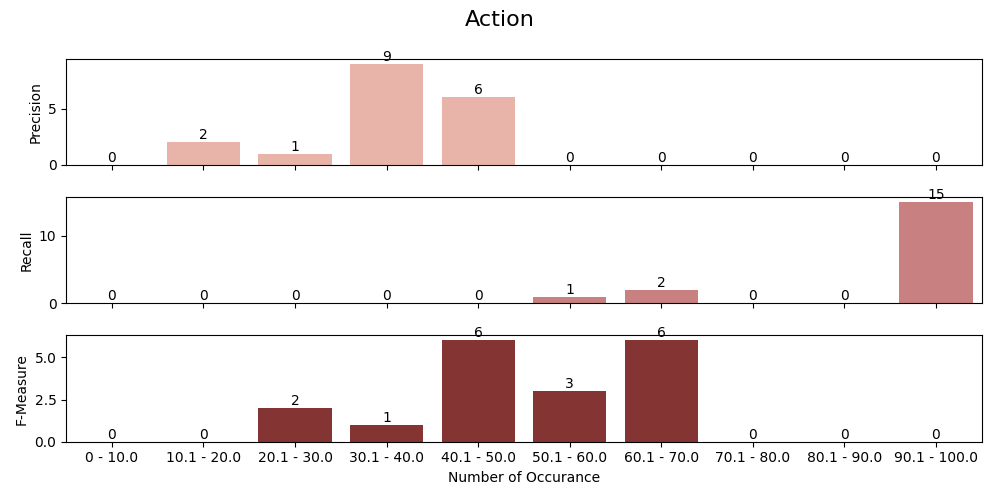 Action
Precision
5
0
0 2 1 9 6 0 0 0 0 0
Recall
10
0
0 0 0 0 0 1 2 0 0 15
F-Measure
5.0
2.5
0.0
0 0 2 1 6 3 6 0 0 0
0 - 10.0 10.1 - 20.0 20.1 - 30.0 30.1 - 40.0 40.1 - 50.0 50.1 - 60.0 60.1 - 70.0 70.1 - 80.0 80.1 - 90.0 90.1 - 100.0
Number of Occurance